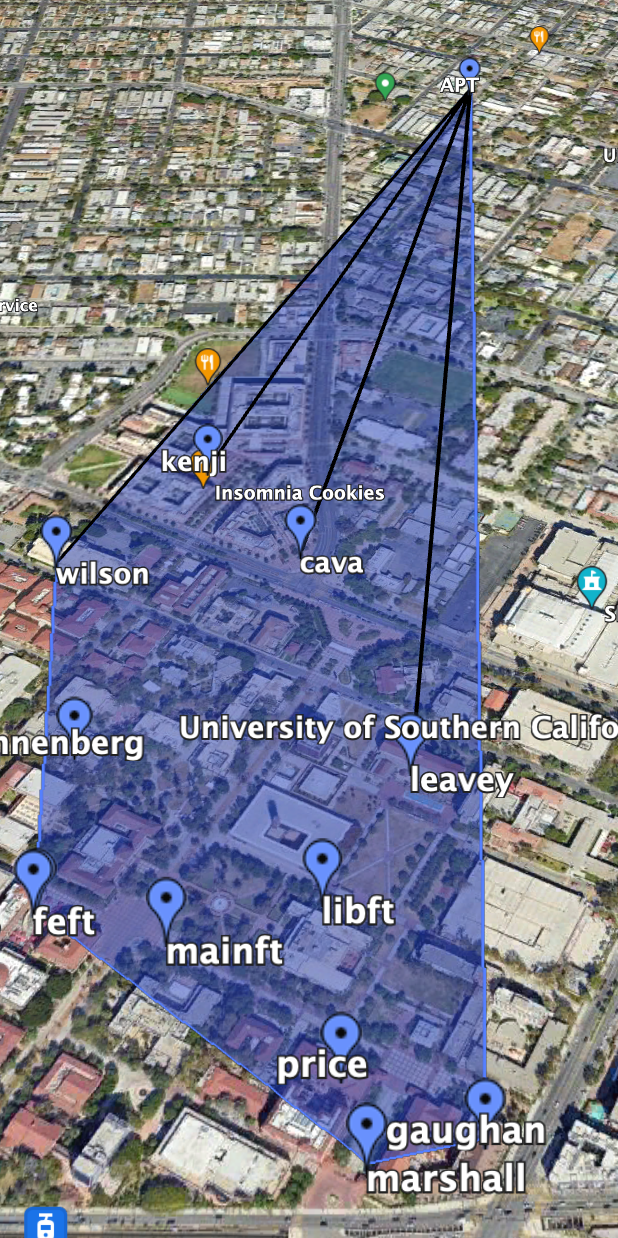 APT
U
rvice
kenji
Insomnia Cookies
cava
wilson
S
University of Southern Califo
nnenberg
leavey
libft
feft
mainft
price
gaughan
marshall